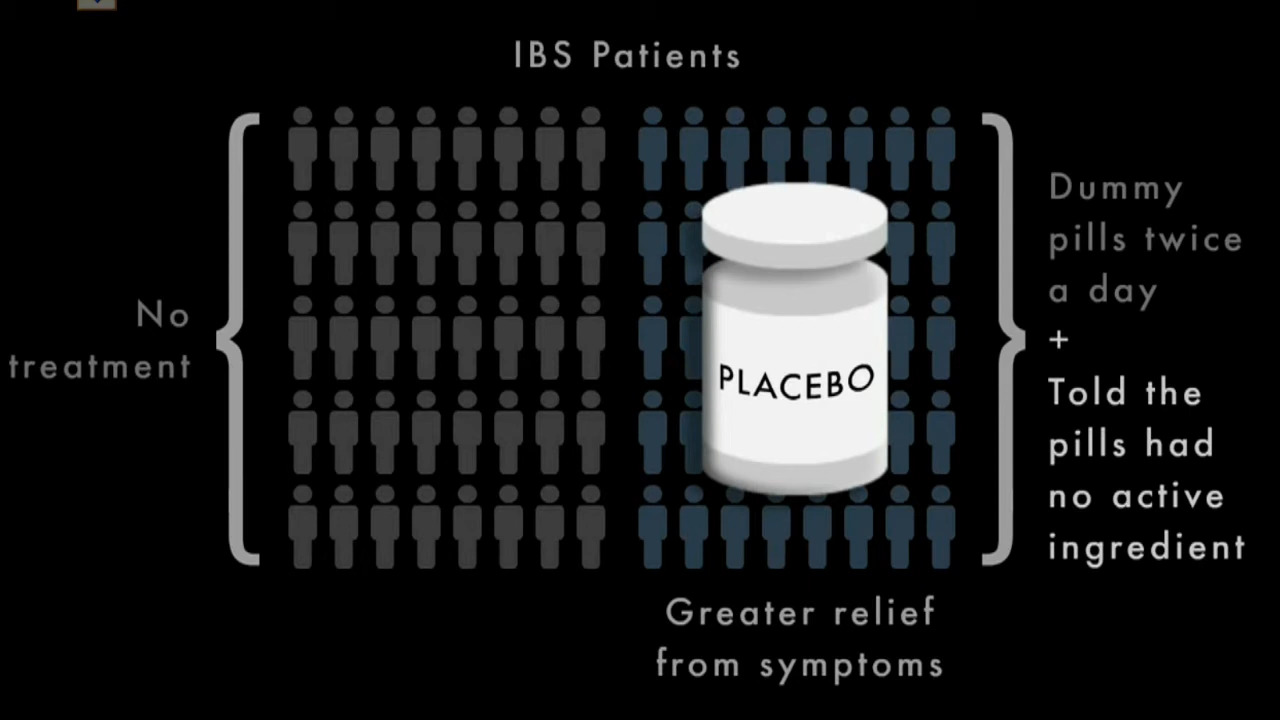 IBS Patients
No
treatment
PLACEBO
Dummy
pills twice
a day
+
Told the
pills had
no active
ingredient
Greater relief
from symptoms